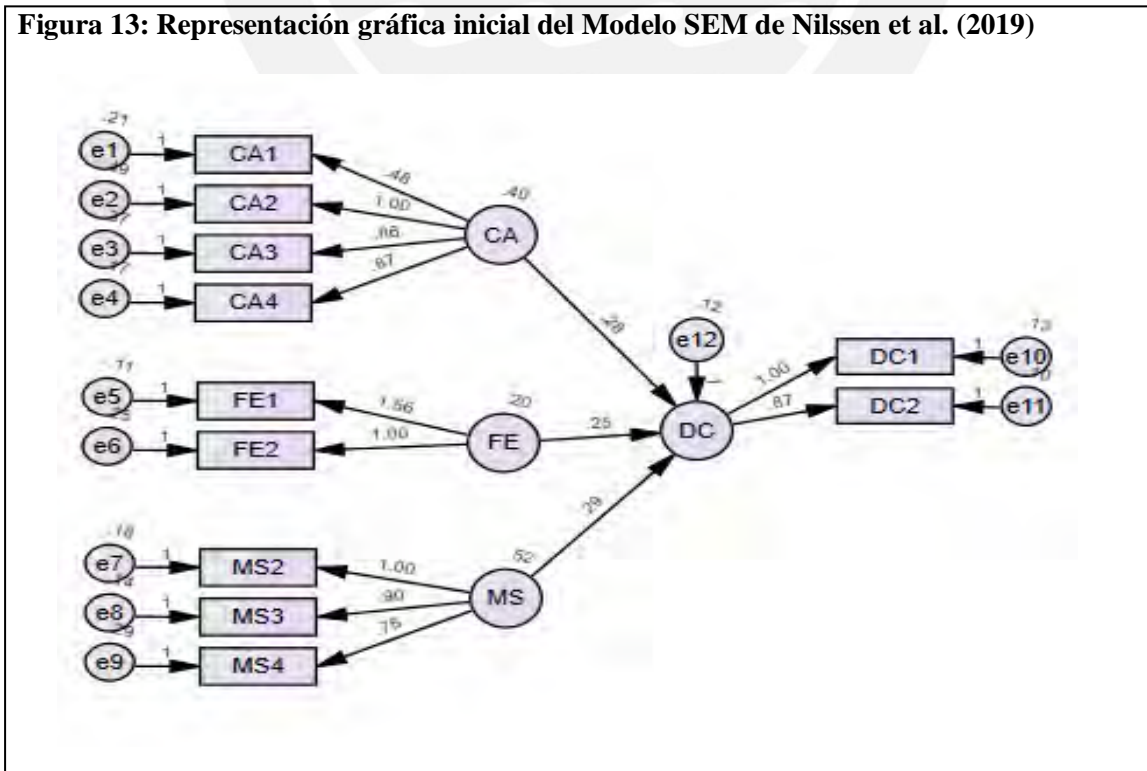 Figura 13: Representación gráfica inicial del Modelo SEM de Nilssen et al. (2019)
e1
1
CA1
e2
1
CA2
e3
1
CA3
e4
1
CA4
1.00
CA
.28
e5
1
FE1
e6
1
FE2
1.56
1.00
.20
FE
.25
e7
1
MS2
e8
1
MS3
e9
1
MS4
1.00
.90
.75
.52
MS
.29
e12
DC
1.00
.87
DC1
1
e10
DC2
1
e11